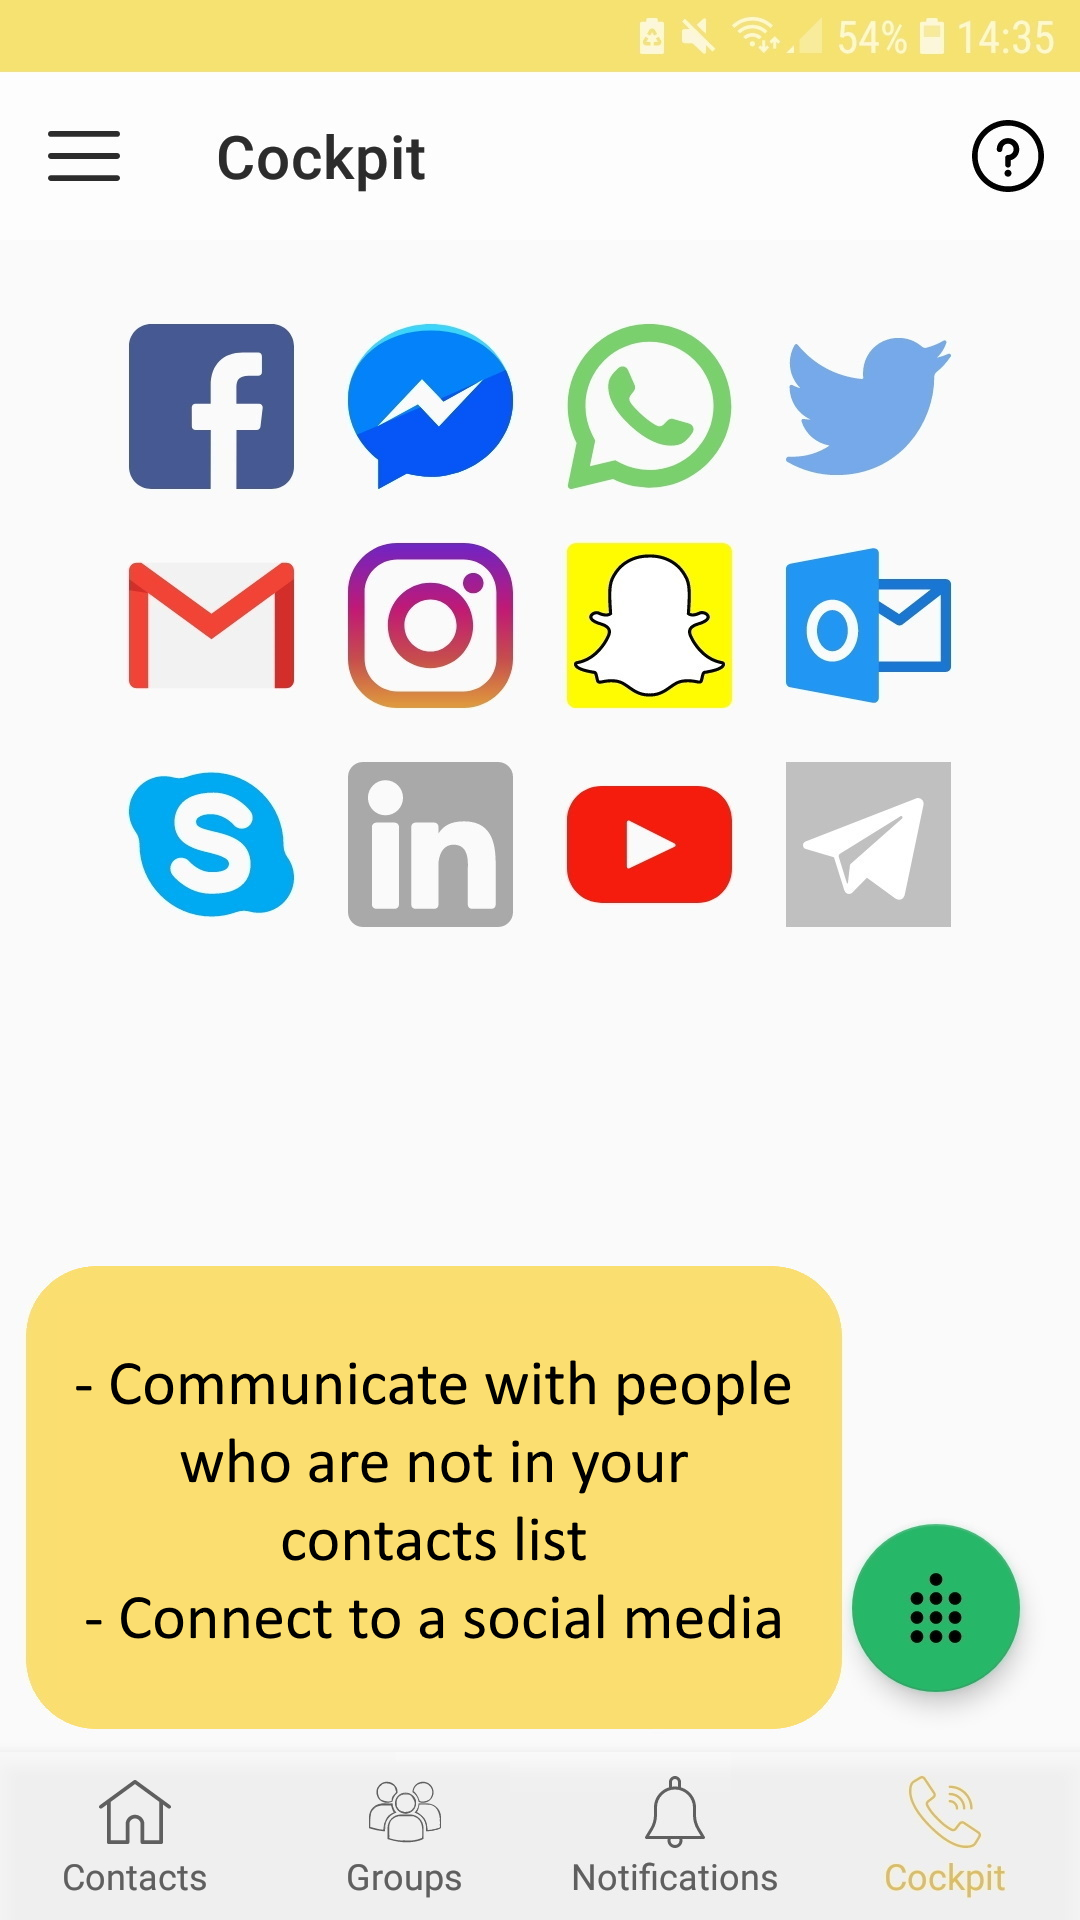 54% 14:35
Cockpit
- Communicate with people
who are not in your
contacts list
- Connect to a social media
Contacts Groups Notifications Cockpit